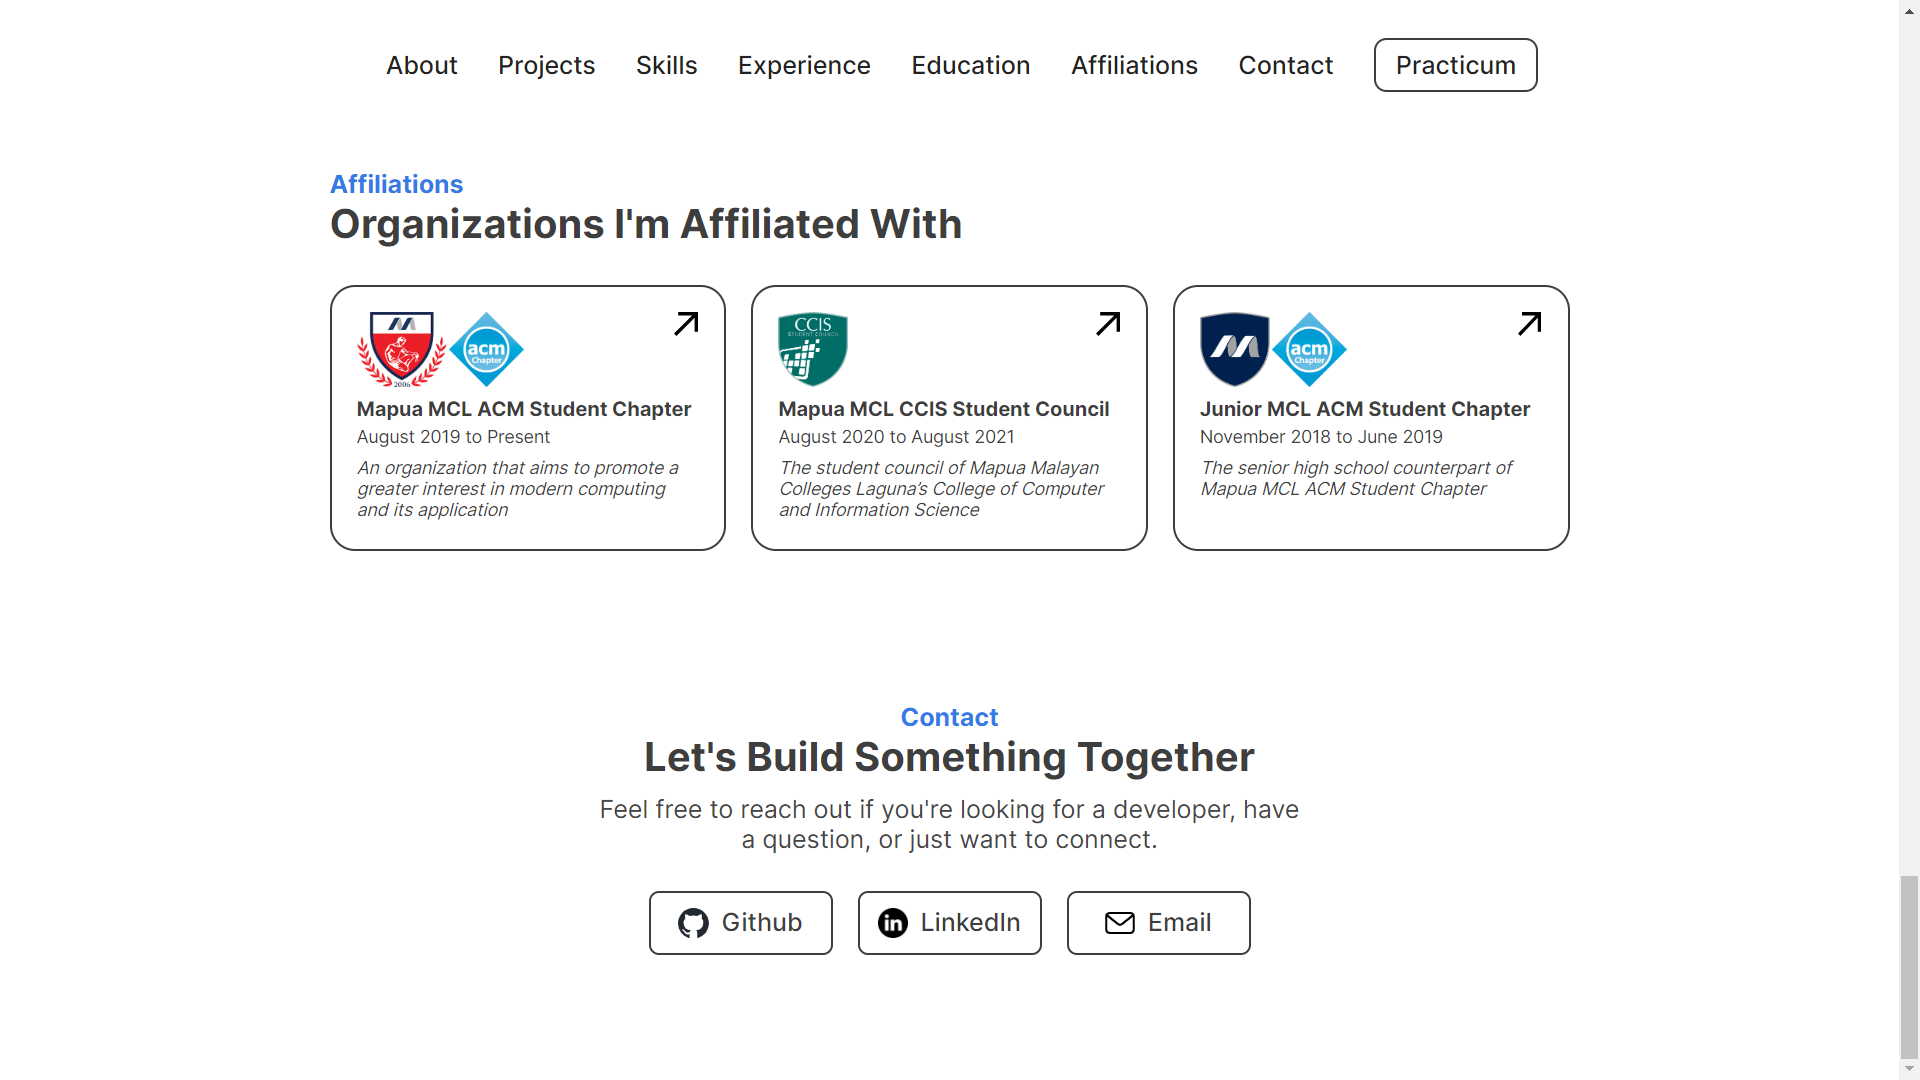 About Projects Skills Experience Education Affiliations Contact Practicum
Affiliations
Organizations I'm Affiliated With
2006
acm
Chapter
Mapua MCL ACM Student Chapter
August 2019 to Present
An organization that aims to promote a
greater interest in modern computing
and its application
CCIS
STUDENT COUNCIL
Mapua MCL CCIS Student Council
August 2020 to August 2021
The student council of Mapua Malayan
Colleges Laguna’s College of Computer
and Information Science
acm
Chapter
Junior MCL ACM Student Chapter
November 2018 to June 2019
The senior high school counterpart of
Mapua MCL ACM Student Chapter
Contact
Let's Build Something Together
Feel free to reach out if you're looking for a developer, have
a question, or just want to connect.
Github
in LinkedIn
Email